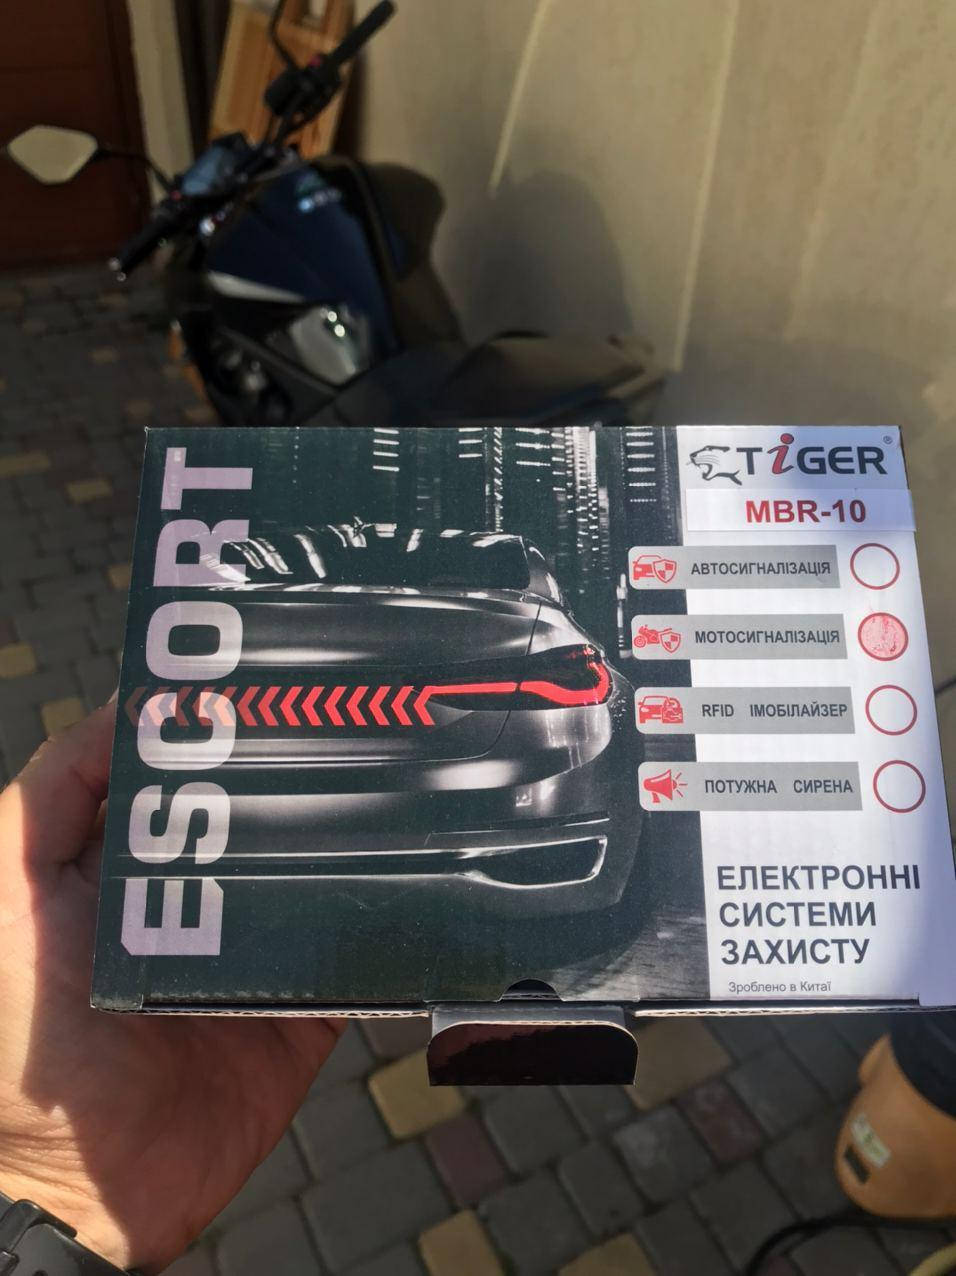 ESCORT
TiGER®
MBR-10
АВТОСИГНАЛІЗАЦІЯ
МОТОСИГНАЛІЗАЦІЯ
RFID ІМОБІЛАЙЗЕР
ПОТУЖНА СИРЕНА
ЕЛЕКТРОННІ
СИСТЕМИ
ЗАХИСТУ
Зроблено в Китаї